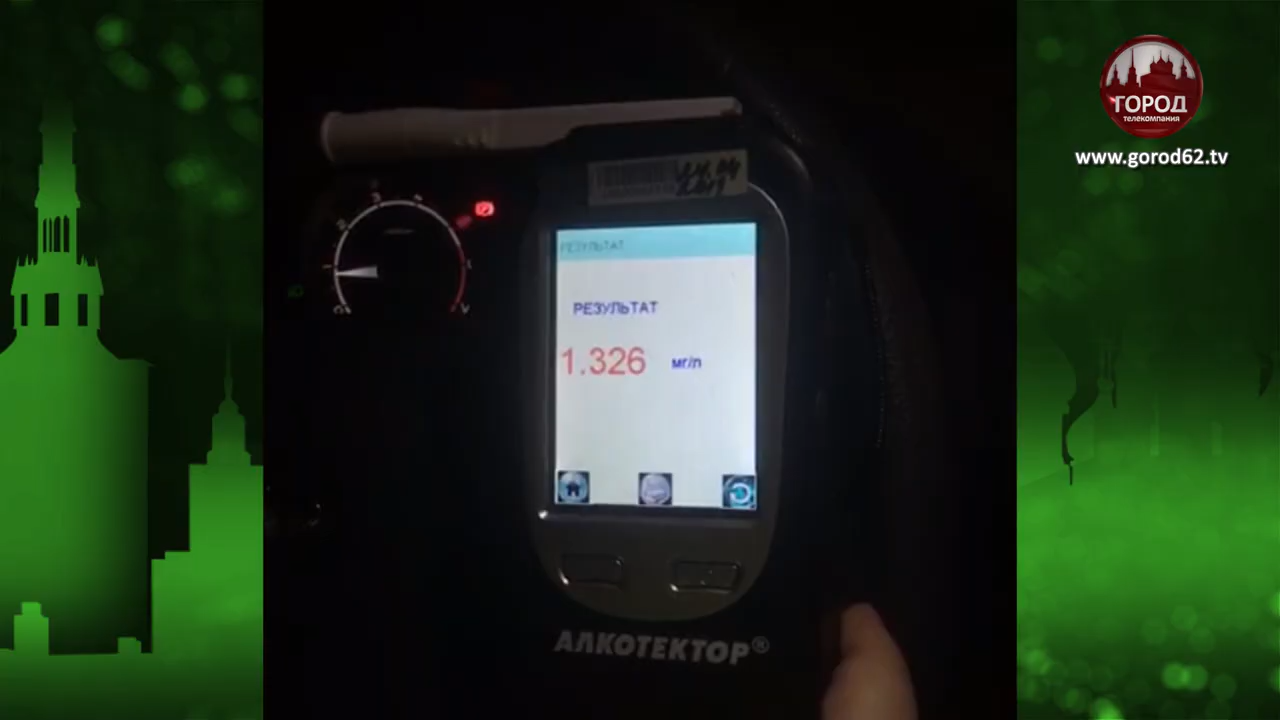 ГОРОД
телекомпания
www.gorod62.tv
РЕЗУЛЬТАТ
РЕЗУЛЬТАТ
1.326 мг/л
АЛКОТЕКТОР®